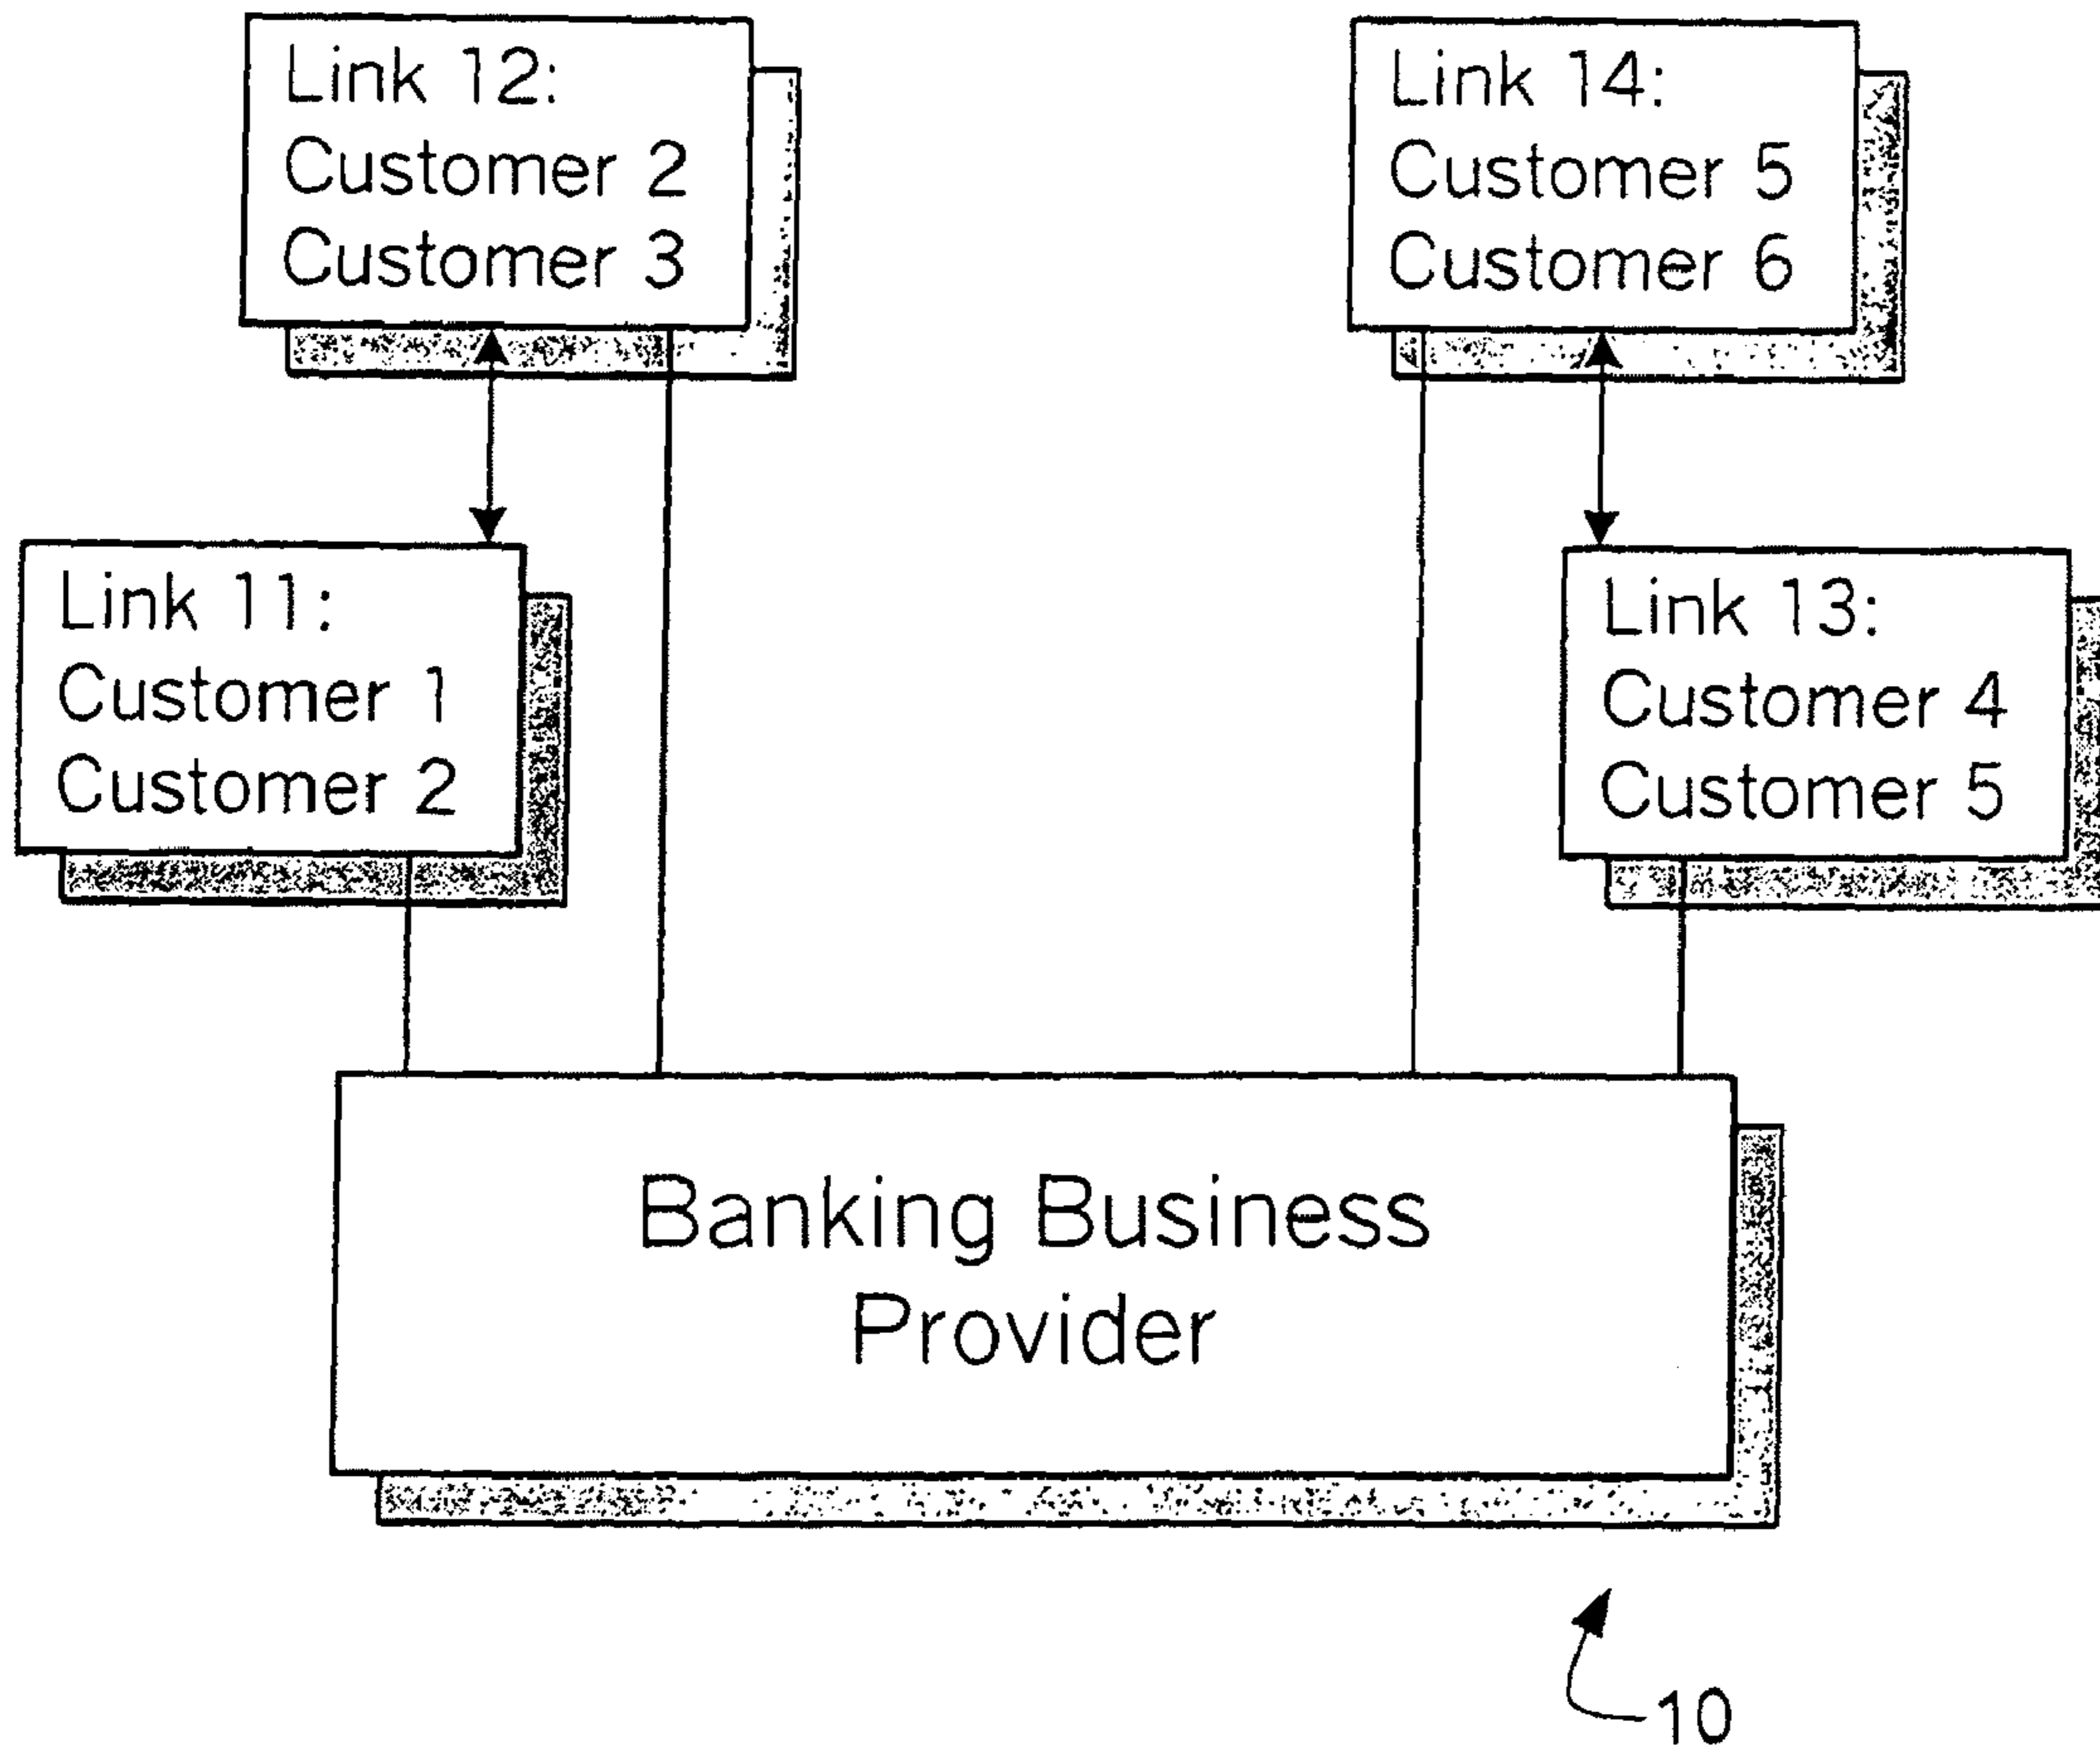 Link 12:
Customer 2
Customer 3
Link 14:
Customer 5
Customer 6
Link 11:
Customer 1
Customer 2
Link 13:
Customer 4
Customer 5
Banking Business
Provider
10